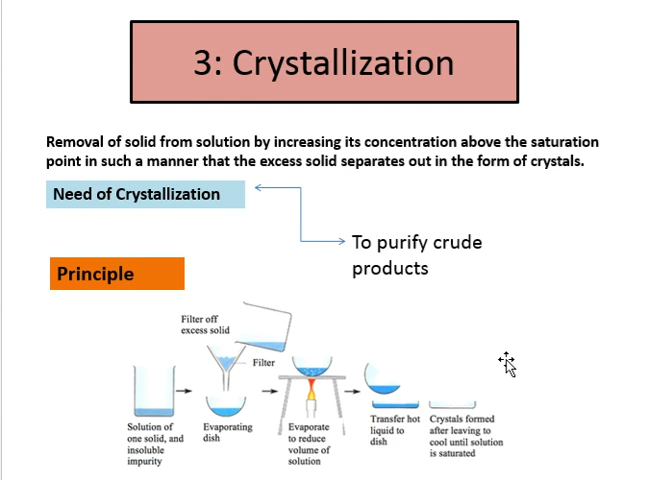 3: Crystallization
Removal of solid from solution by increasing its concentration above the saturation
point in such a manner that the excess solid separates out in the form of crystals.
Need of Crystallization
To purify crude
products
Principle
Filter off
excess solid
Filter
Solution of
one solid, and
insoluble
impurity
Evaporating
dish
Evaporate
to reduce
volume of
solution
Transfer hot
liquid to
dish
Crystals formed
after leaving to
cool until solution
is saturated